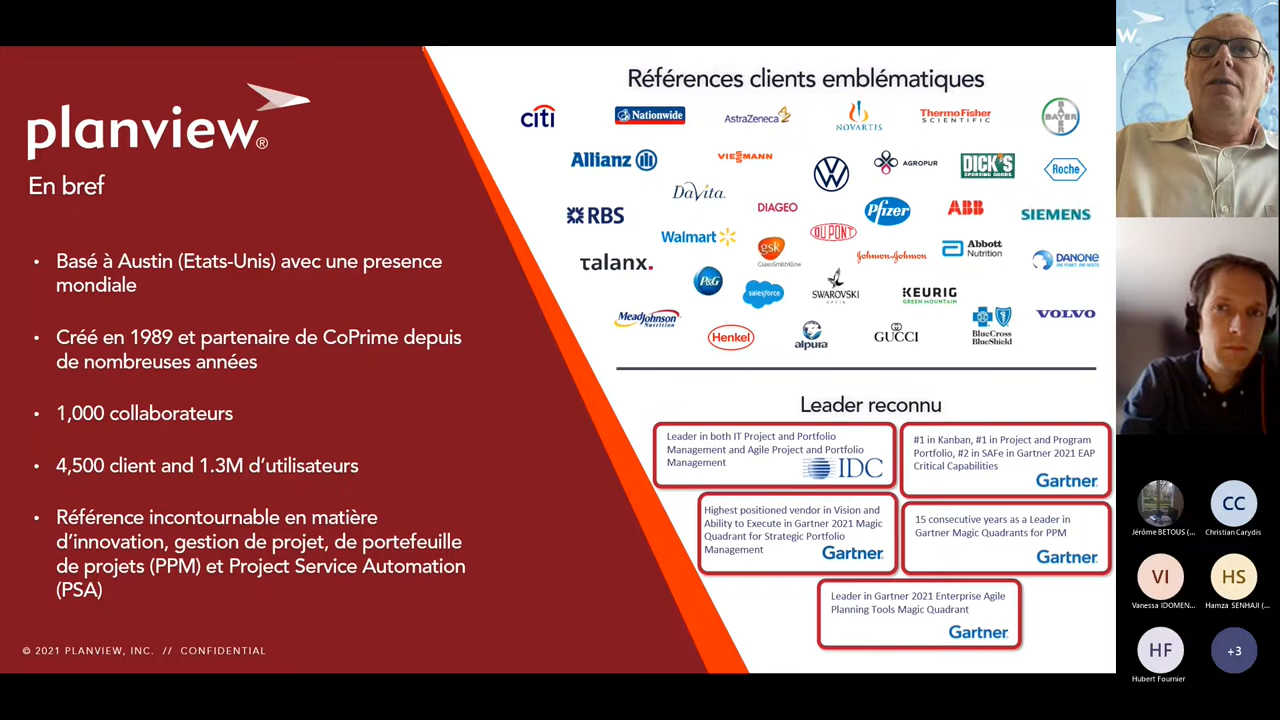 planview®
En bref
• Basé à Austin (Etats-Unis) avec une presence
mondiale
• Créé en 1989 et partenaire de CoPrime depuis
de nombreuses années
• 1,000 collaborateurs
• 4,500 client and 1.3M d'utilisateurs
• Référence incontournable en matière
d'innovation, gestion de projet, de portefeuille
de projets (PPM) et Project Service Automation
(PSA)
© 2021 PLANVIEW, INC. // CONFIDENTIAL
Références clients emblématiques
citi
Nationwide
AstraZeneca
NOVARTIS
ThermoFisher
SCIENTIFIC
BAYER
BAYER
Allianz
VIESMANN
VW
AGROPUR
DICK'S
SPORTING GOODS
Roche
DaVita.
RBS
DIAGEO
Pfizer
ABB
SIEMENS
Walmart
gsk
GlaxoSmithKline
DUPONT
Johnson & Johnson
Abbott
Nutrition
DANONE
talanx.
P&G
salesforce
SWAROVSKI
OPTIK
KEURIG
GREEN MOUNTAIN
MeadJohnson
Nutrition
Henkel
alpura
GUCCI
BlueCross
BlueShield
VOLVO
Leader reconnu
Leader in both IT Project and Portfolio
Management and Agile Project and Portfolio
Management
IDC
#1 in Kanban, #1 in Project and Program
Portfolio, #2 in SAFe in Gartner 2021 EAP
Critical Capabilities
Gartner
Highest positioned vendor in Vision and
Ability to Execute in Gartner 2021 Magic
Quadrant for Strategic Portfolio
Management
Gartner
15 consecutive years as a Leader in
Gartner Magic Quadrants for PPM
Gartner
Leader in Gartner 2021 Enterprise Agile
Planning Tools Magic Quadrant
Gartner
w.
CC
Jérôme BETOUS (...
Christian Carydis
VI
HS
Vanessa IDOMEN...
Hamza SENHAJI (...
HF
+3
Hubert Fournier